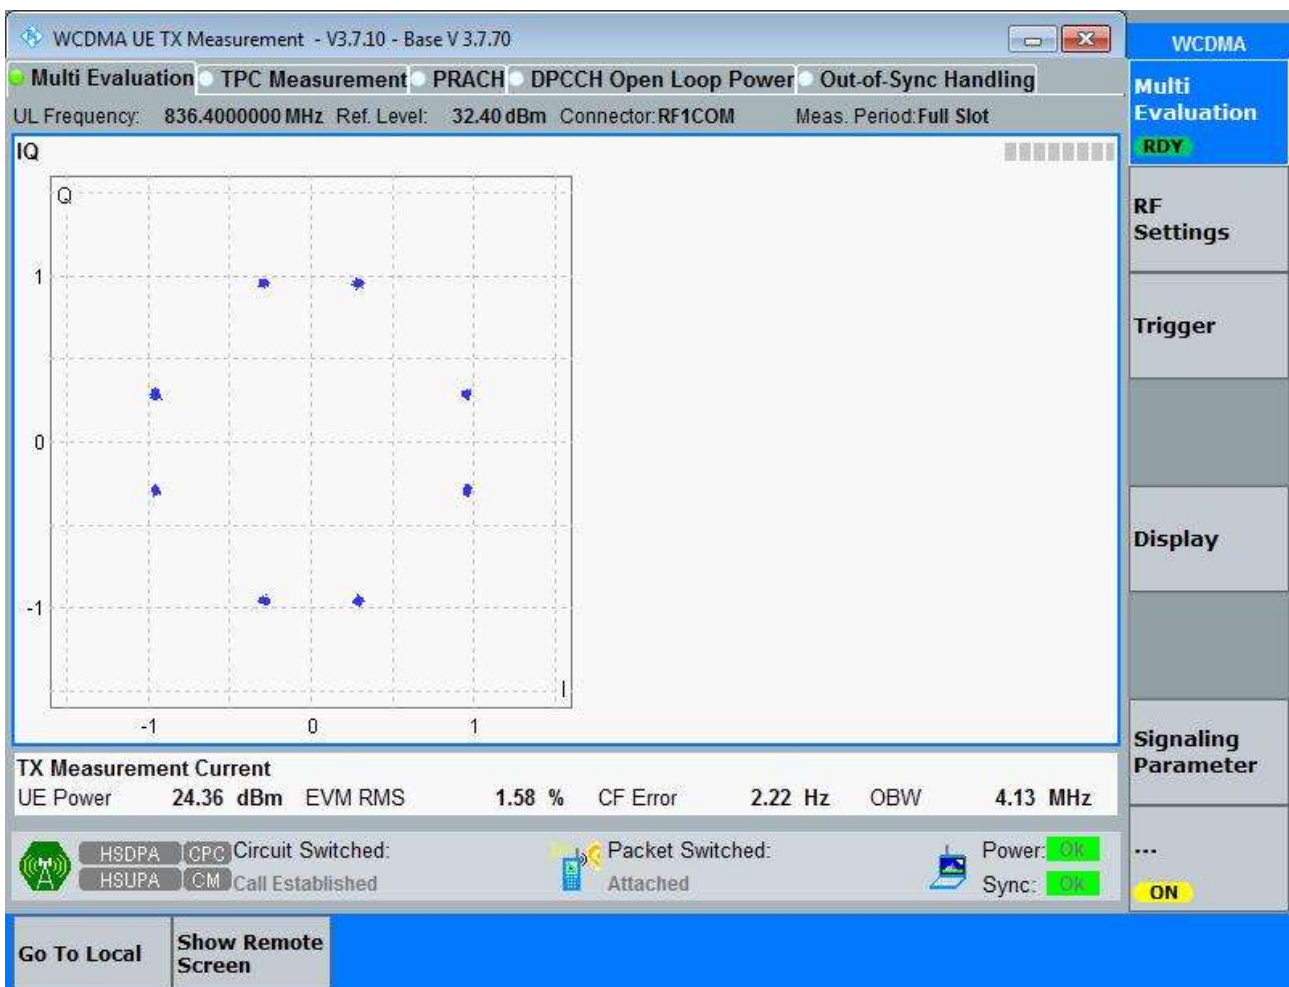 WCDMA UE TX Measurement - V3.7.10 - Base V 3.7.70
WCDMA
Multi Evaluation TPC Measurement PRACH DPCCH Open Loop Power Out-of-Sync Handling
UL Frequency: 836.4000000 MHz Ref. Level: 32.40 dBm Connector: RF1COM Meas. Period: Full Slot
Multi
Evaluation
RDY
IQ
Q
1
0
-1
I
-1 0 1
RF
Settings
Trigger
Display
Signaling
Parameter
TX Measurement Current
UE Power 24.36 dBm EVM RMS 1.58 % CF Error 2.22 Hz OBW 4.13 MHz
HSDPA CPC Circuit Switched: Packet Switched: Power: Ok
HSUPA CM Call Established Attached Sync: Ok
...
ON
Go To Local
Show Remote
Screen